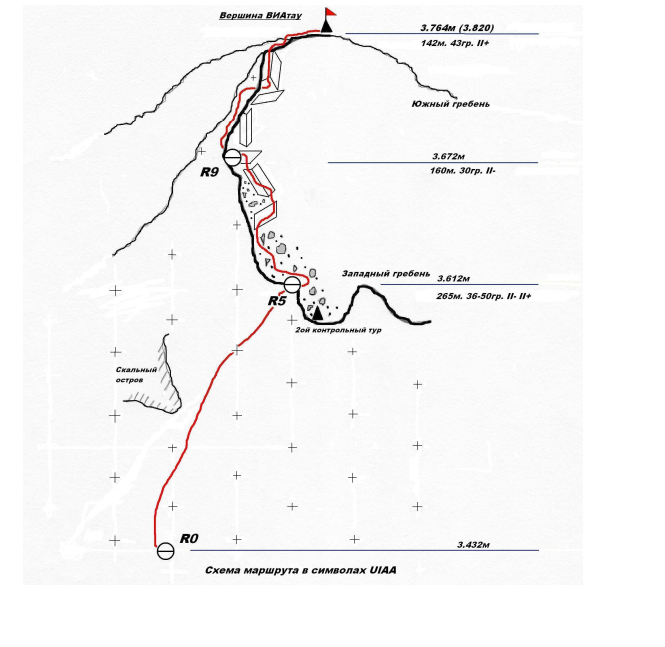 Вершина ВИАтау
3.764м (3.820)
142м. 43гр. II+
Южный гребень
3.672м
160м. 30гр. II-
R9
Западный гребень
3.612м
265м. 36-50гр. II- II+
R5
2ой контрольный тур
Скальный
остров
R0
3.432м
Схема маршрута в символах UIAA